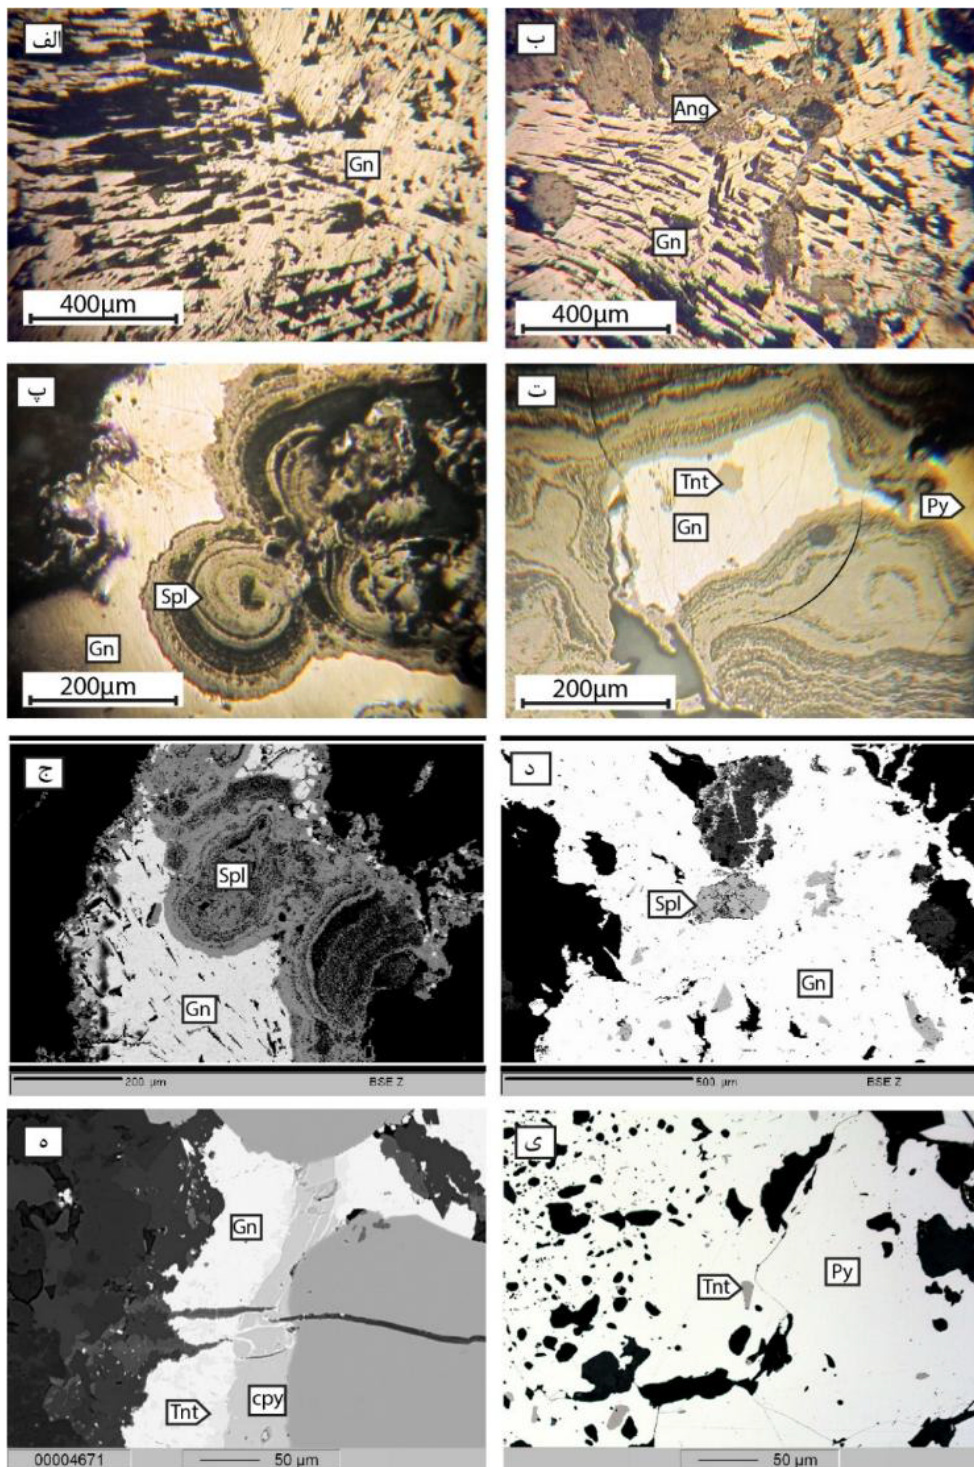 الف
Gn
400µm
ب
Ang
Gn
400µm
پ
Spl
Gn
200µm
ت
Tnt
Gn
Py
200µm
ج
Spl
Gn
200. µm BSE Z
د
Spl
Gn
500. µm BSE Z
ه
Gn
Tnt
cpy
00004671 50 µm
ی
Tnt
Py
50 µm